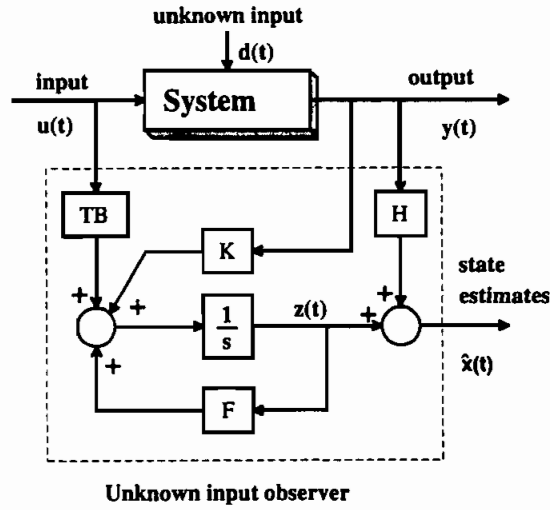 unknown input
d(t)
input
output
System
u(t)
y(t)
TB
H
K
state
estimates
+
+
1
s
z(t)
+
+
+
F
x̂(t)
Unknown input observer